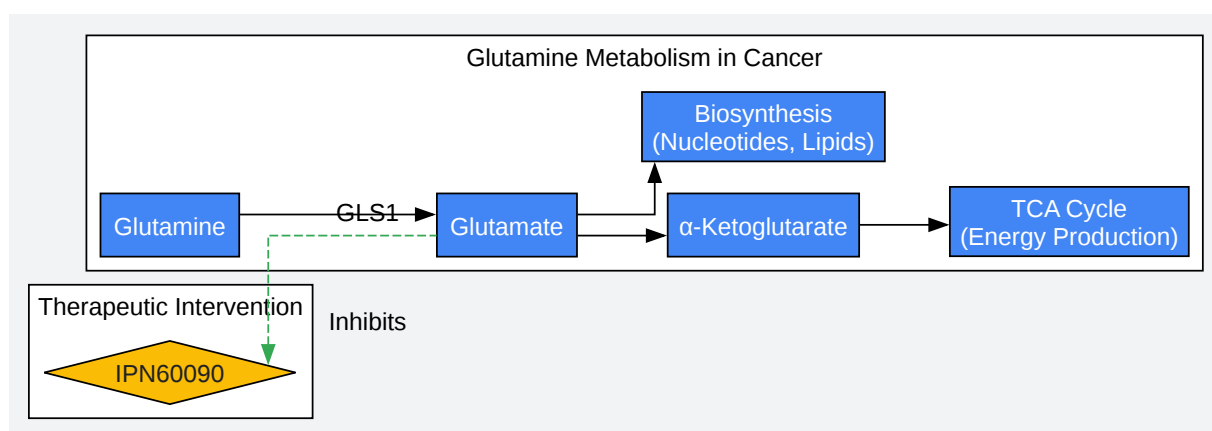 Glutamine Metabolism in Cancer
Biosynthesis
(Nucleotides, Lipids)
Glutamine
GLS1
Glutamate
α-Ketoglutarate
TCA Cycle
(Energy Production)
Therapeutic Intervention
Inhibits
IPN60090